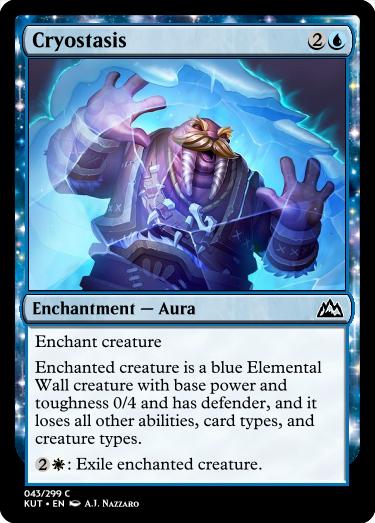 Cryostasis 2
Enchantment — Aura
Enchant creature
Enchanted creature is a blue Elemental
Wall creature with base power and
toughness 0/4 and has defender, and it
loses all other abilities, card types, and
creature types.
2: Exile enchanted creature.
043/299 C
KUT • EN A.J. Nazzaro